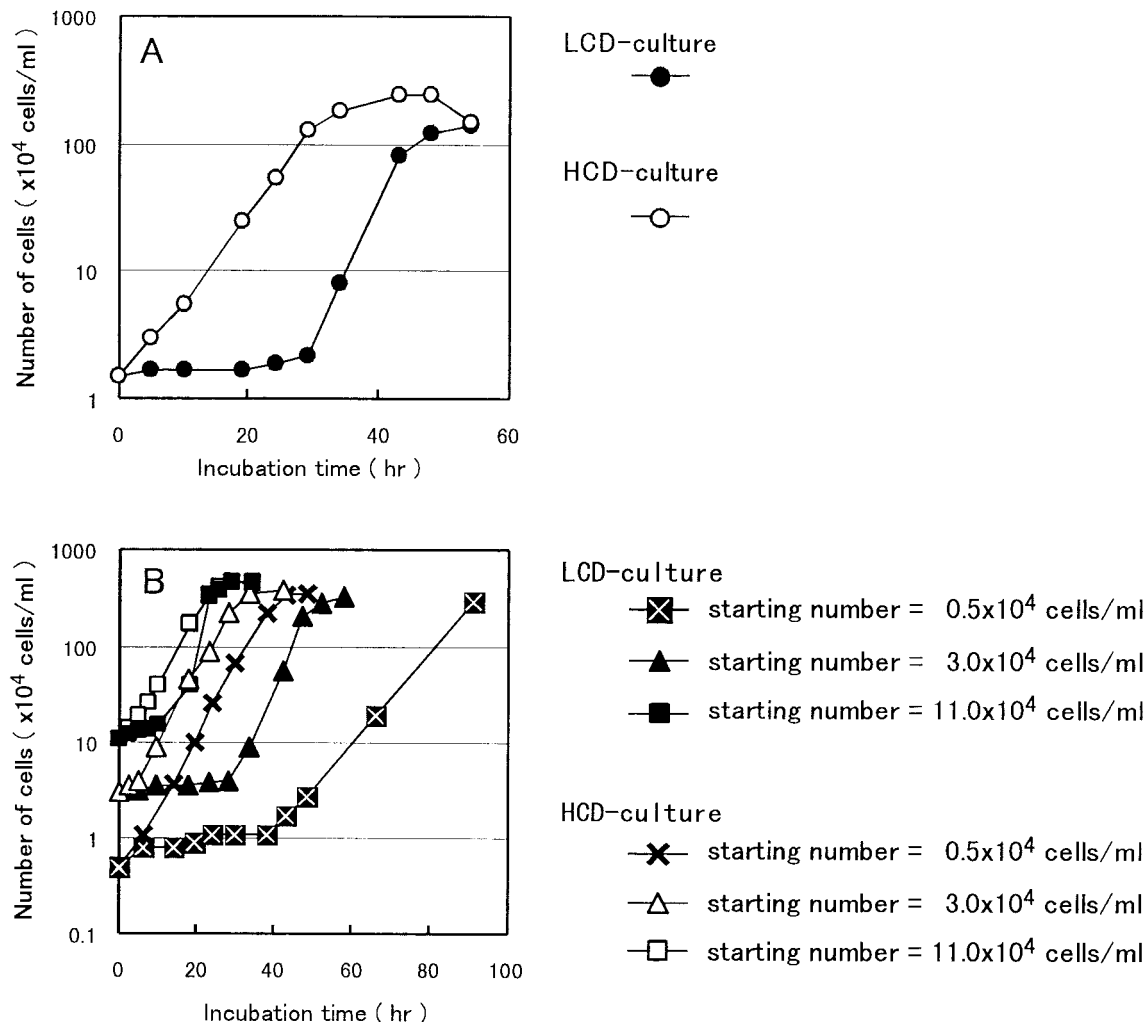 A
Number of cells ( x10⁴ cells/ml)
1000
100
10
1
0 20 40 60
Incubation time ( hr )
LCD-culture
HCD-culture
B
Number of cells ( x10⁴ cells/ml)
1000
100
10
1
0.1
0 20 40 60 80 100
Incubation time ( hr )
LCD-culture
starting number = 0.5x10⁴ cells/ml
starting number = 3.0x10⁴ cells/ml
starting number = 11.0x10⁴ cells/ml
HCD-culture
starting number = 0.5x10⁴ cells/ml
starting number = 3.0x10⁴ cells/ml
starting number = 11.0x10⁴ cells/ml